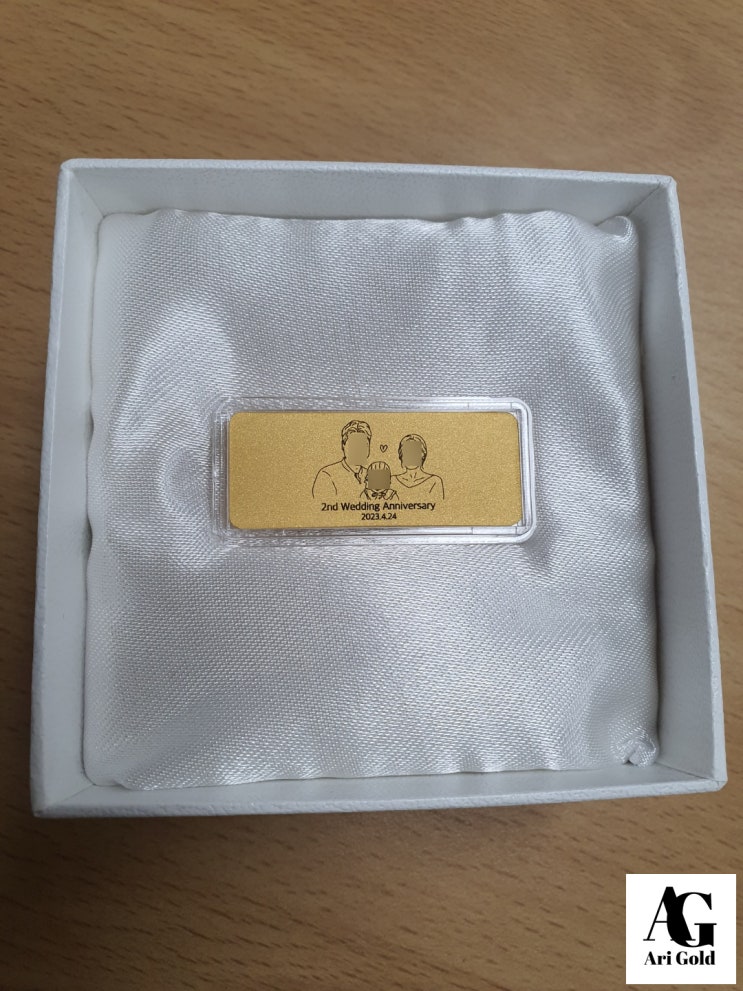 2nd Wedding Anniversary
2023.4.24
AG
Ari Gold